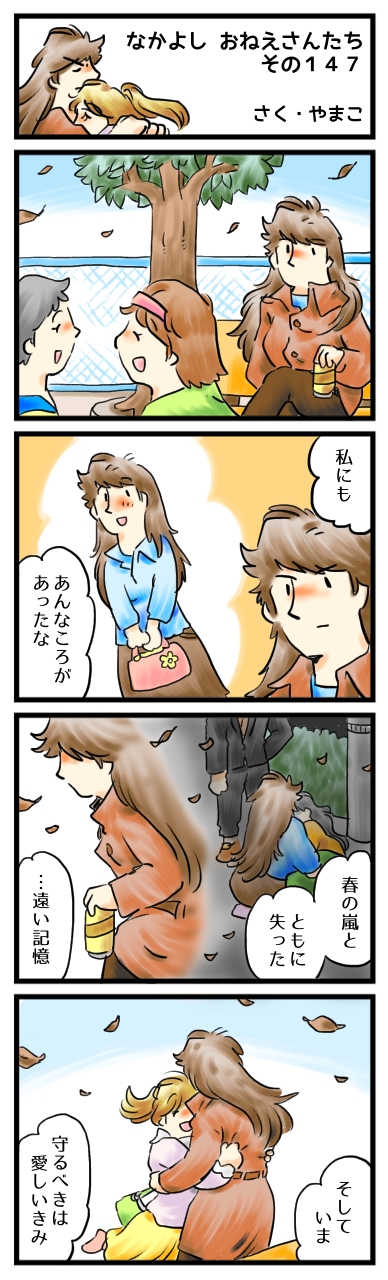 なかよし おねえさんたち
その１４７
さく・やまこ
私にも
あんなころが
あったな
春の嵐と
ともに
失った
…遠い記憶
そして
いま
守るべきは
愛しいきみ